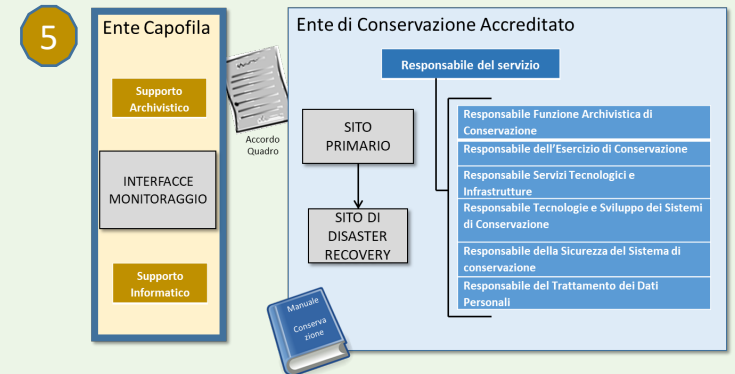 5
Ente Capofila
Supporto
Archivistico
INTERFACCE
MONITORAGGIO
Supporto
Informatico
Accordo
Quadro
Ente di Conservazione Accreditato
Responsabile del servizio
SITO
PRIMARIO
SITO DI
DISASTER
RECOVERY
Responsabile Funzione Archivistica di
Conservazione
Responsabile dell'Esercizio di Conservazione
Responsabile Servizi Tecnologici e
Infrastrutture
Responsabile Tecnologie e Sviluppo dei Sistemi
di Conservazione
Responsabile della Sicurezza del Sistema di
conservazione
Responsabile del Trattamento dei Dati
Personali
Manuale
Conserva
zione